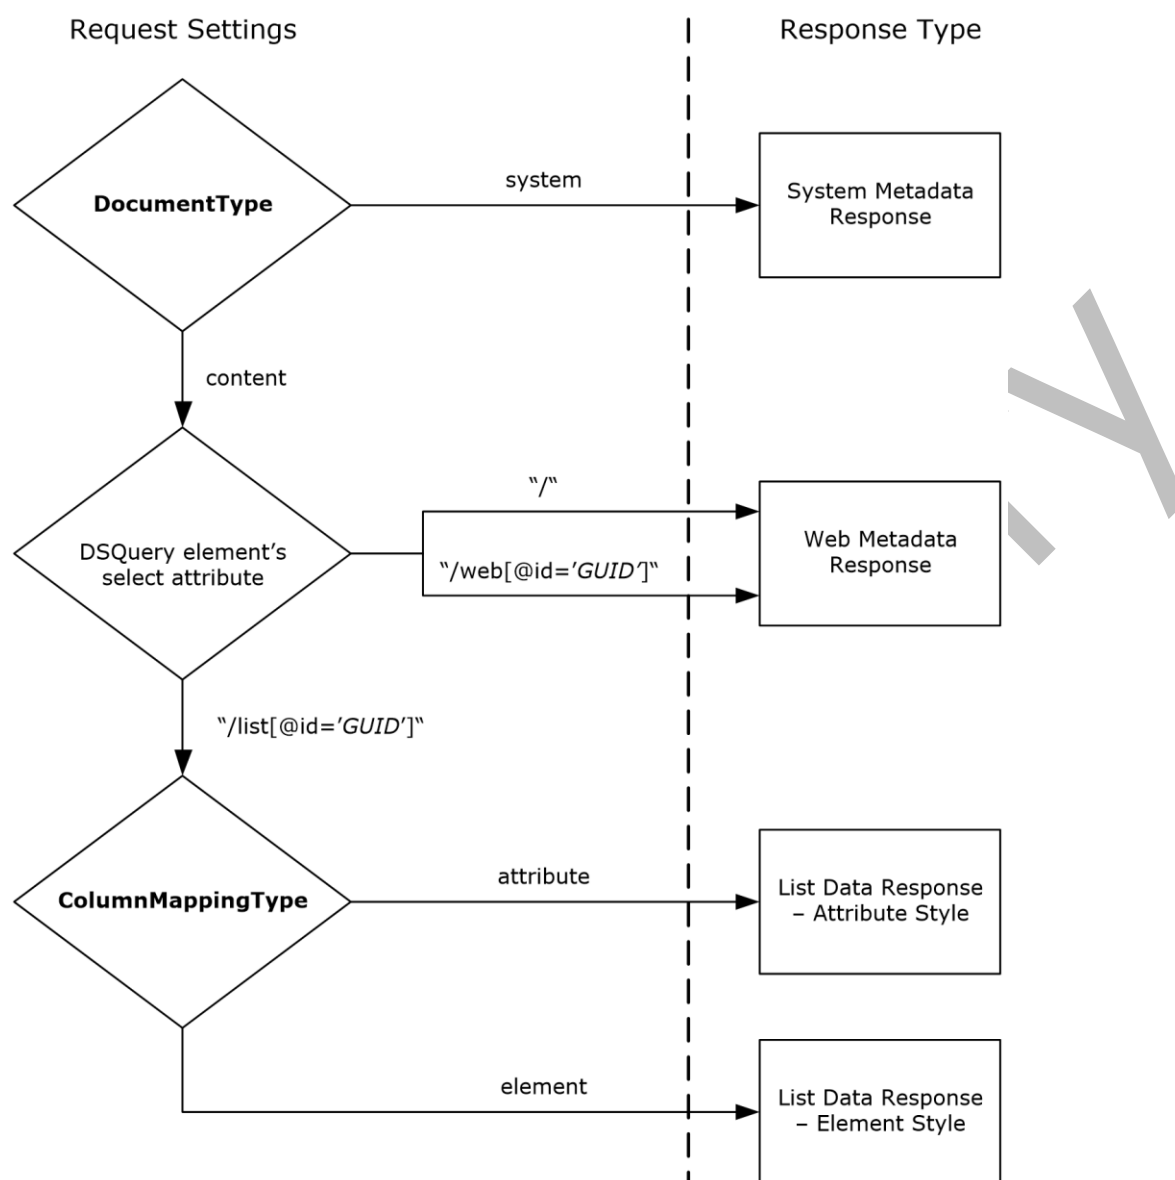 Request Settings
Response Type
DocumentType
system
System Metadata
Response
content
DSQuery element's
select attribute
"/"
"/web[@id='GUID']"
Web Metadata
Response
"/list[@id='GUID']"
ColumnMappingType
attribute
List Data Response
– Attribute Style
element
List Data Response
– Element Style